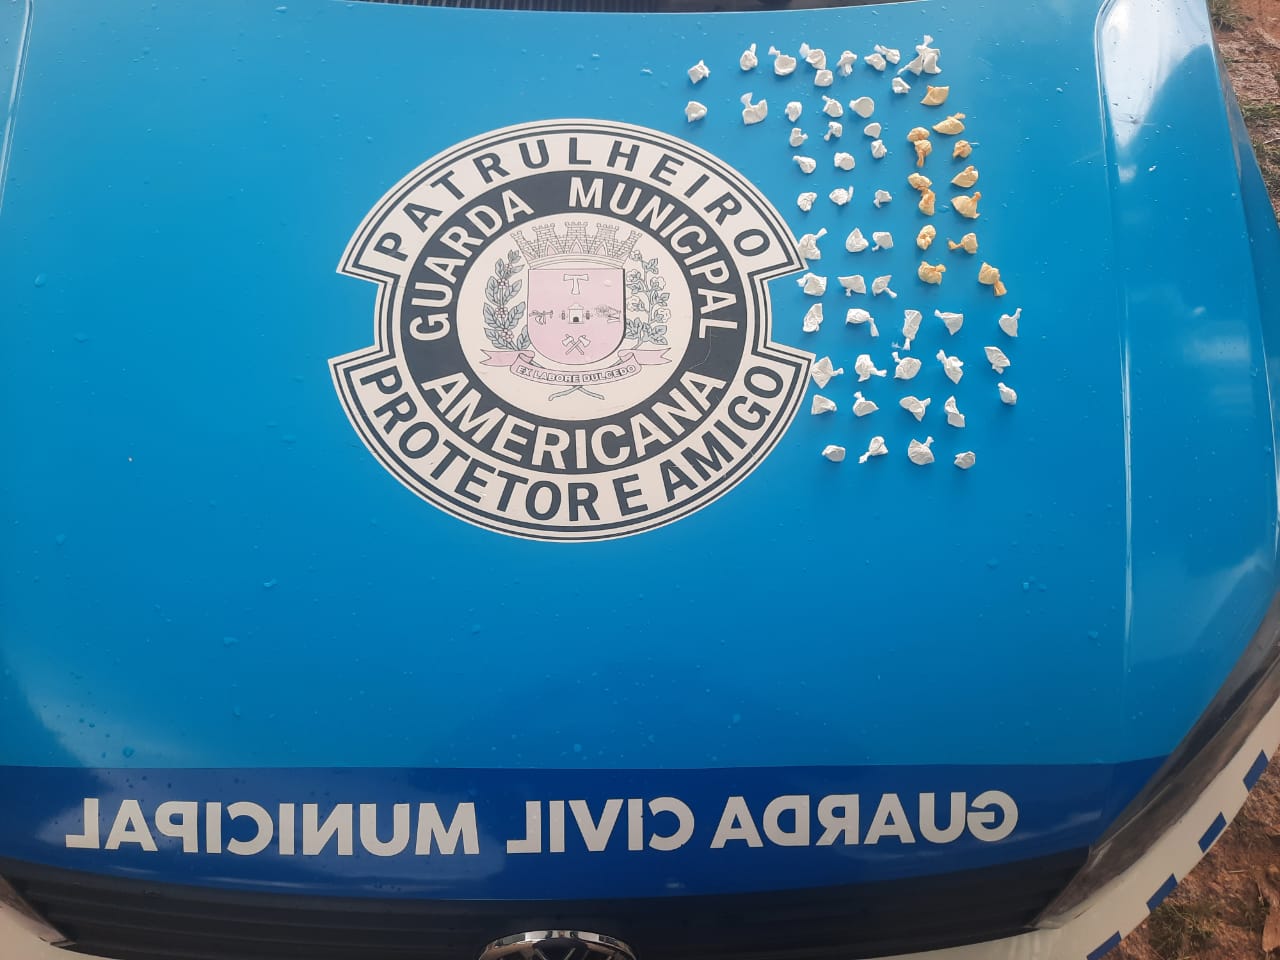 PATRULHEIRO
GUARDA MUNICIPAL
EX LABORE DULCEDO
AMERICANA
PROTETOR E AMIGO
GUARDA CIVIL MUNICIPAL